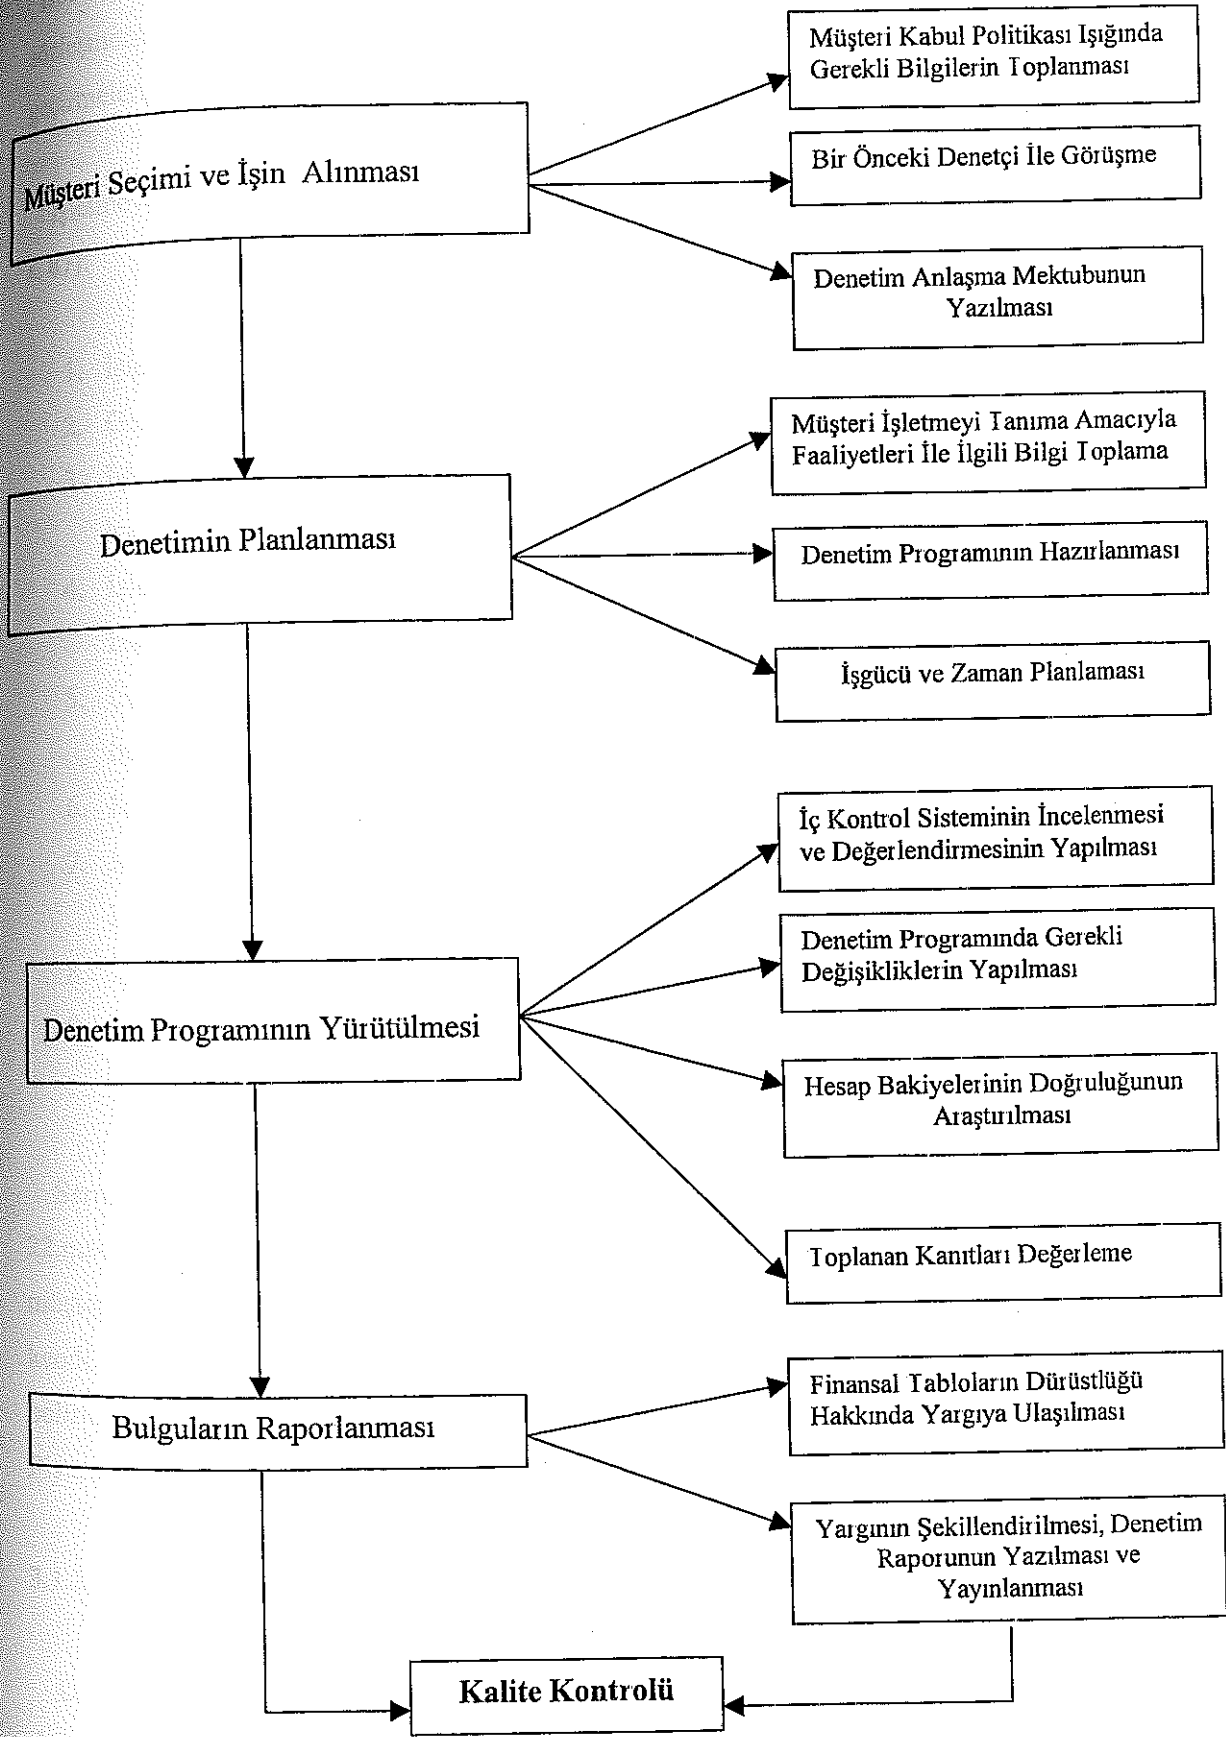 Müşteri Kabul Politikası Işığında
Gerekli Bilgilerin Toplanması
Müşteri Seçimi ve İşin Alınması
Bir Önceki Denetçi İle Görüşme
Denetim Anlaşma Mektubunun
Yazılması
Müşteri İşletmeyi Tanıma Amacıyla
Faaliyetleri İle İlgili Bilgi Toplama
Denetimin Planlanması
Denetim Programının Hazırlanması
İşgücü ve Zaman Planlaması
İç Kontrol Sisteminin İncelenmesi
ve Değerlendirmesinin Yapılması
Denetim Programında Gerekli
Değişikliklerin Yapılması
Denetim Programının Yürütülmesi
Hesap Bakiyelerinin Doğruluğunun
Araştırılması
Toplanan Kanıtları Değerleme
Finansal Tabloların Dürüstlüğü
Hakkında Yargıya Ulaşılması
Bulguların Raporlanması
Yargının Şekillendirilmesi, Denetim
Raporunun Yazılması ve
Yayınlanması
Kalite Kontrolü